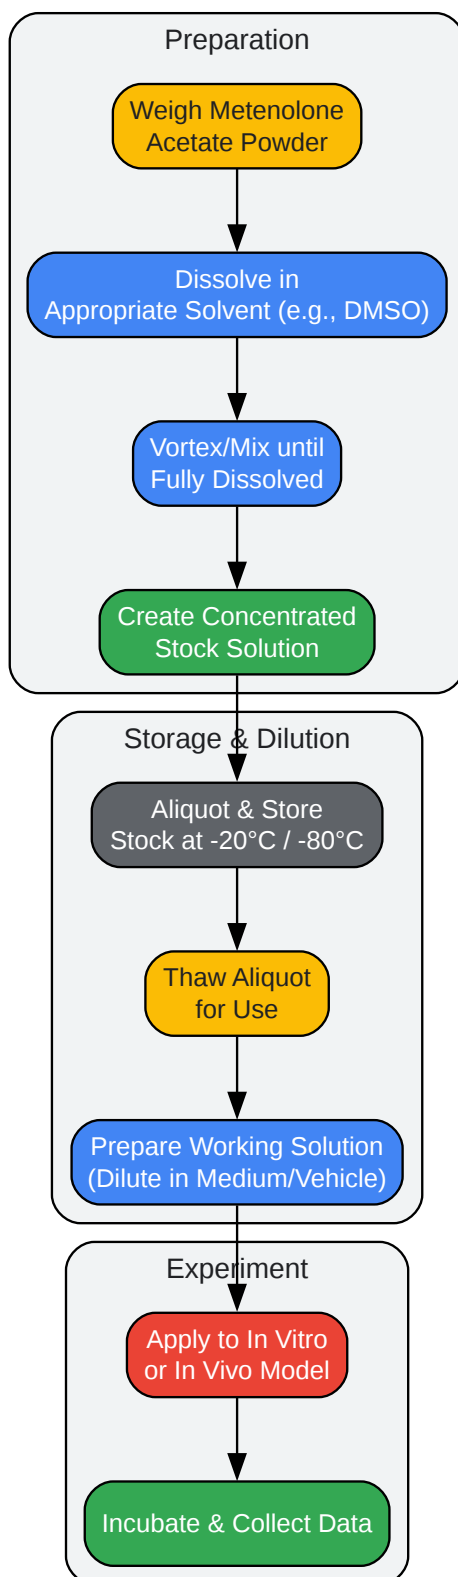 Preparation
Weigh Metenolone
Acetate Powder
Dissolve in
Appropriate Solvent (e.g., DMSO)
Vortex/Mix until
Fully Dissolved
Create Concentrated
Stock Solution
Storage & Dilution
Aliquot & Store
Stock at -20°C / -80°C
Thaw Aliquot
for Use
Prepare Working Solution
(Dilute in Medium/Vehicle)
Experiment
Apply to In Vitro
or In Vivo Model
Incubate & Collect Data